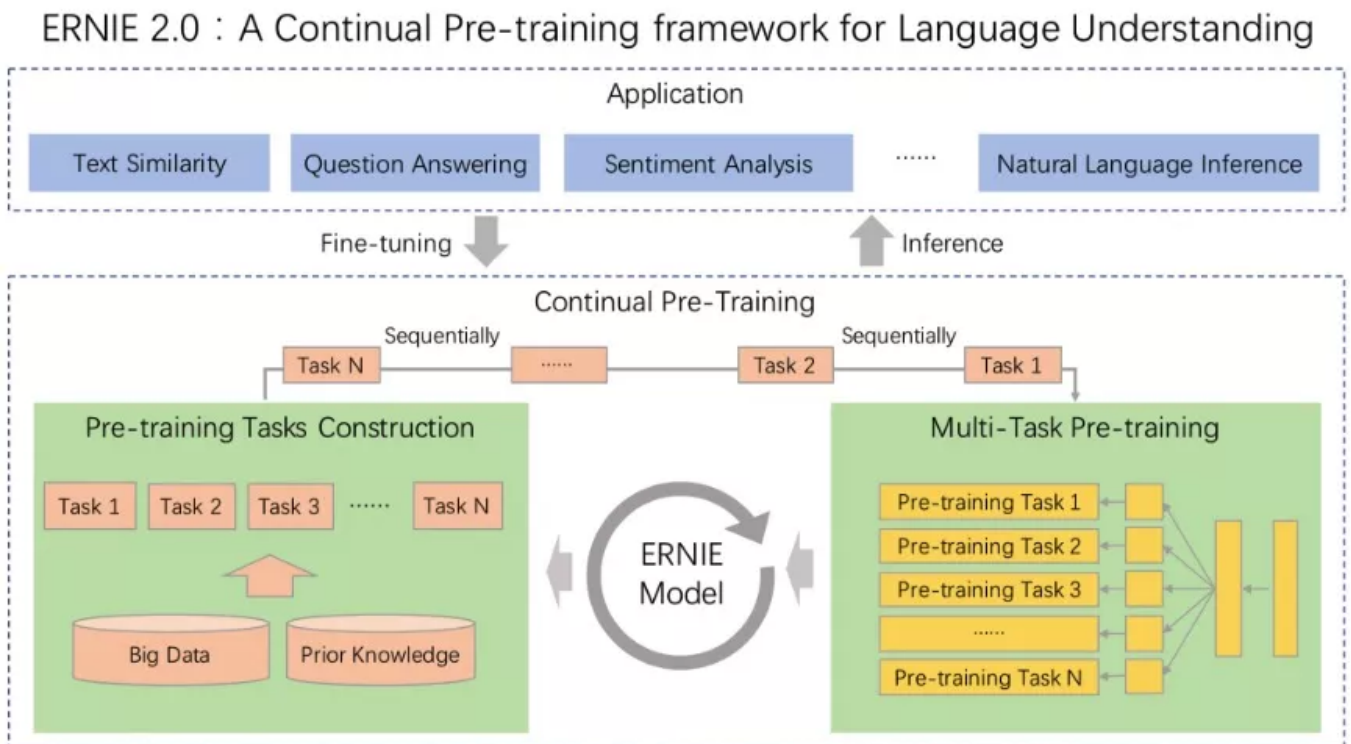 ERNIE 2.0：A Continual Pre-training framework for Language Understanding
Application
Text Similarity
Question Answering
Sentiment Analysis
......
Natural Language Inference
Fine-tuning
Inference
Continual Pre-Training
Sequentially
Sequentially
Task N
......
Task 2
Task 1
Pre-training Tasks Construction
Task 1
Task 2
Task 3
......
Task N
Big Data
Prior Knowledge
ERNIE
Model
Multi-Task Pre-training
Pre-training Task 1
Pre-training Task 2
Pre-training Task 3
......
Pre-training Task N